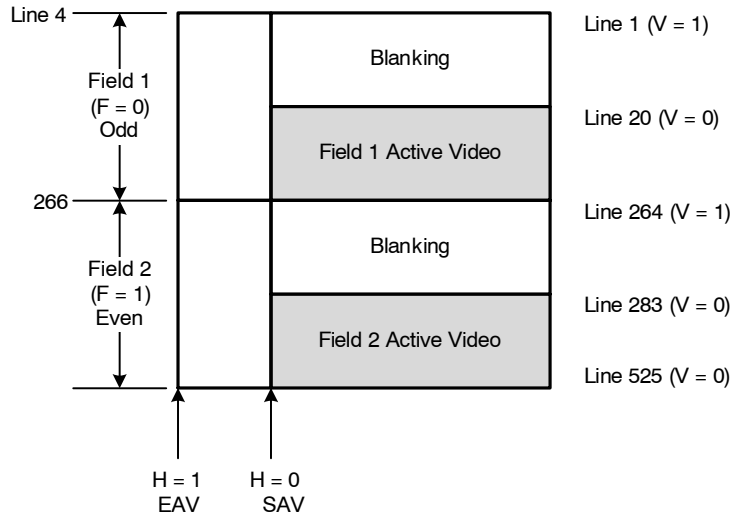 Line 4
Line 1 (V = 1)
Blanking
Field 1
(F = 0)
Odd
Line 20 (V = 0)
Field 1 Active Video
266
Line 264 (V = 1)
Blanking
Field 2
(F = 1)
Even
Line 283 (V = 0)
Field 2 Active Video
Line 525 (V = 0)
H = 1
EAV
H = 0
SAV